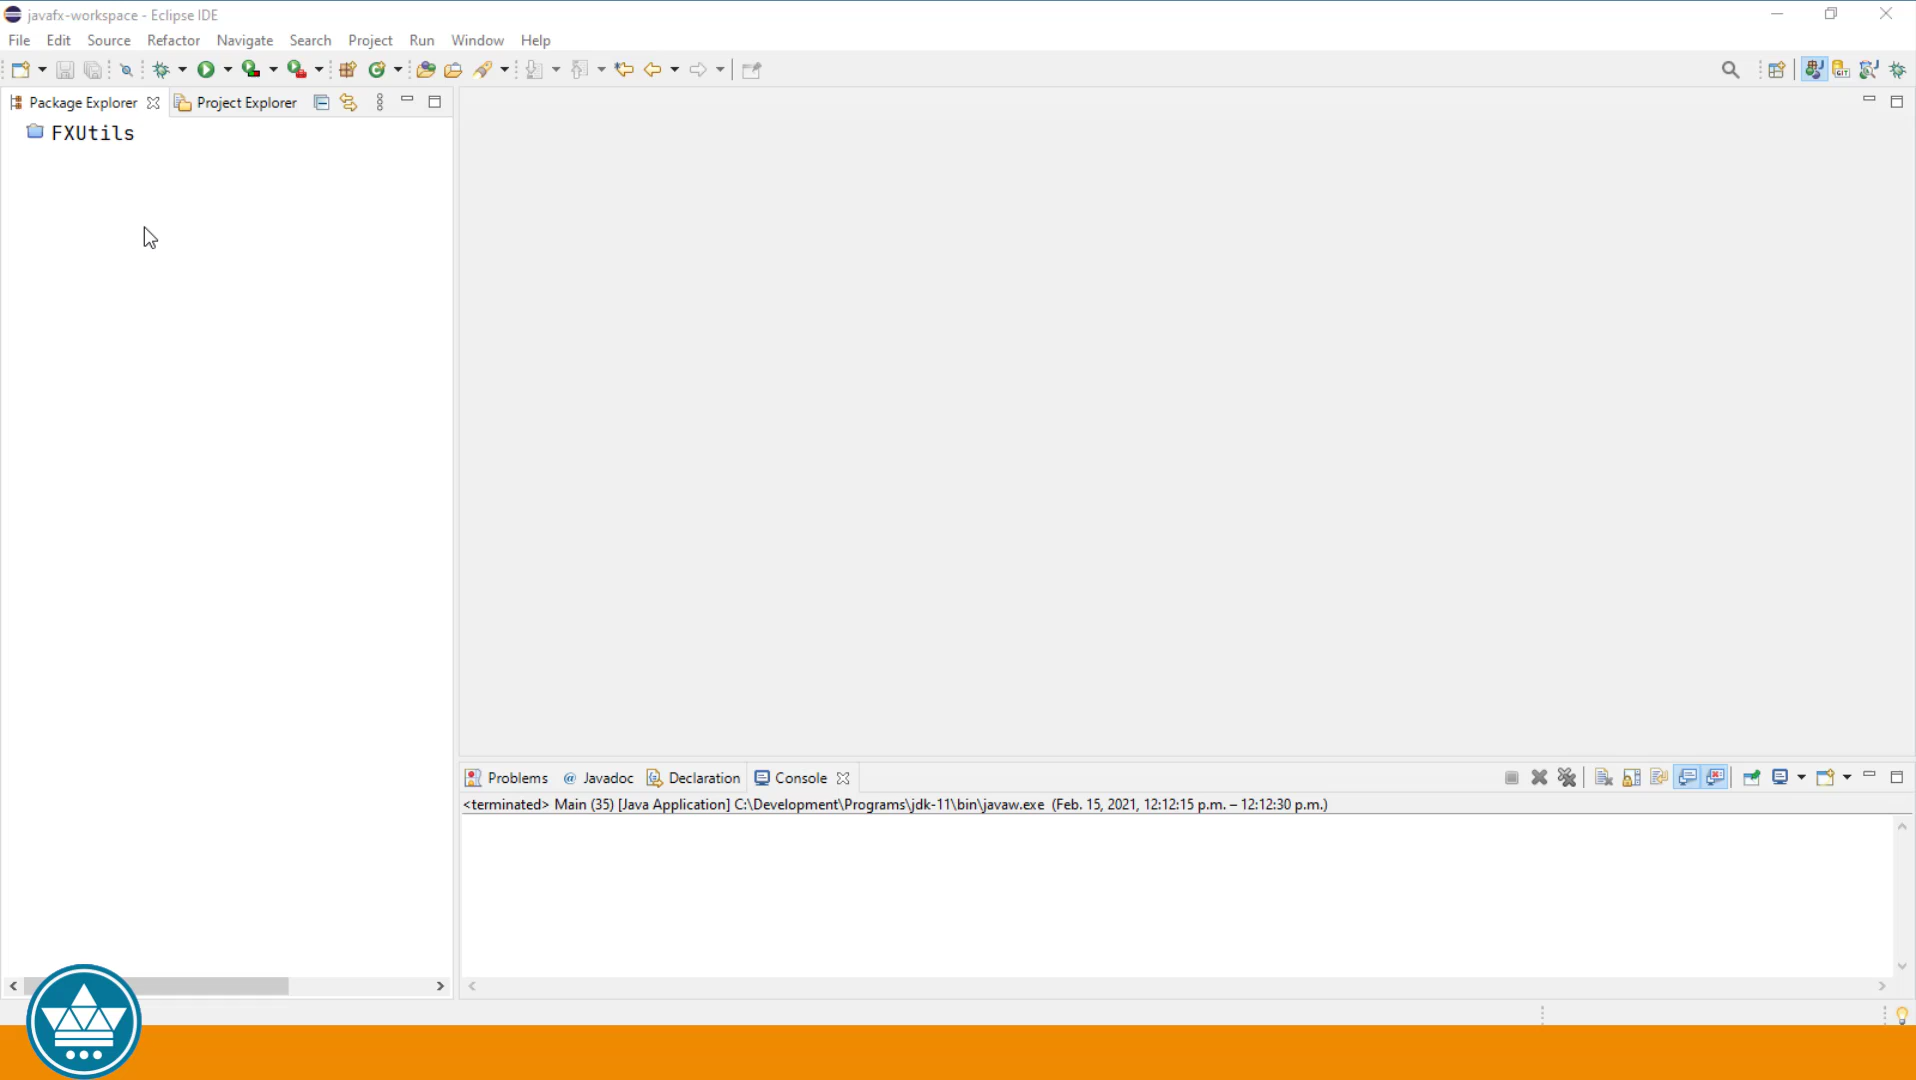 javafx-workspace - Eclipse IDE
File Edit Source Refactor Navigate Search Project Run Window Help
Package Explorer Project Explorer
FXUtils
Problems @ Javadoc Declaration Console
<terminated> Main (35) [Java Application] C:\Development\Programs\jdk-11\bin\javaw.exe (Feb. 15, 2021, 12:12:15 p.m. – 12:12:30 p.m.)